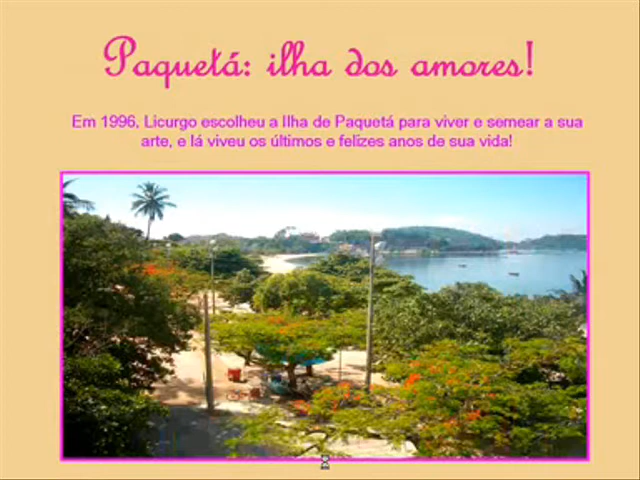 Paquetá: ilha dos amores!
Em 1996, Licurgo escolheu a Ilha de Paquetá para viver e semear a sua
arte, e lá viveu os últimos e felizes anos de sua vida!